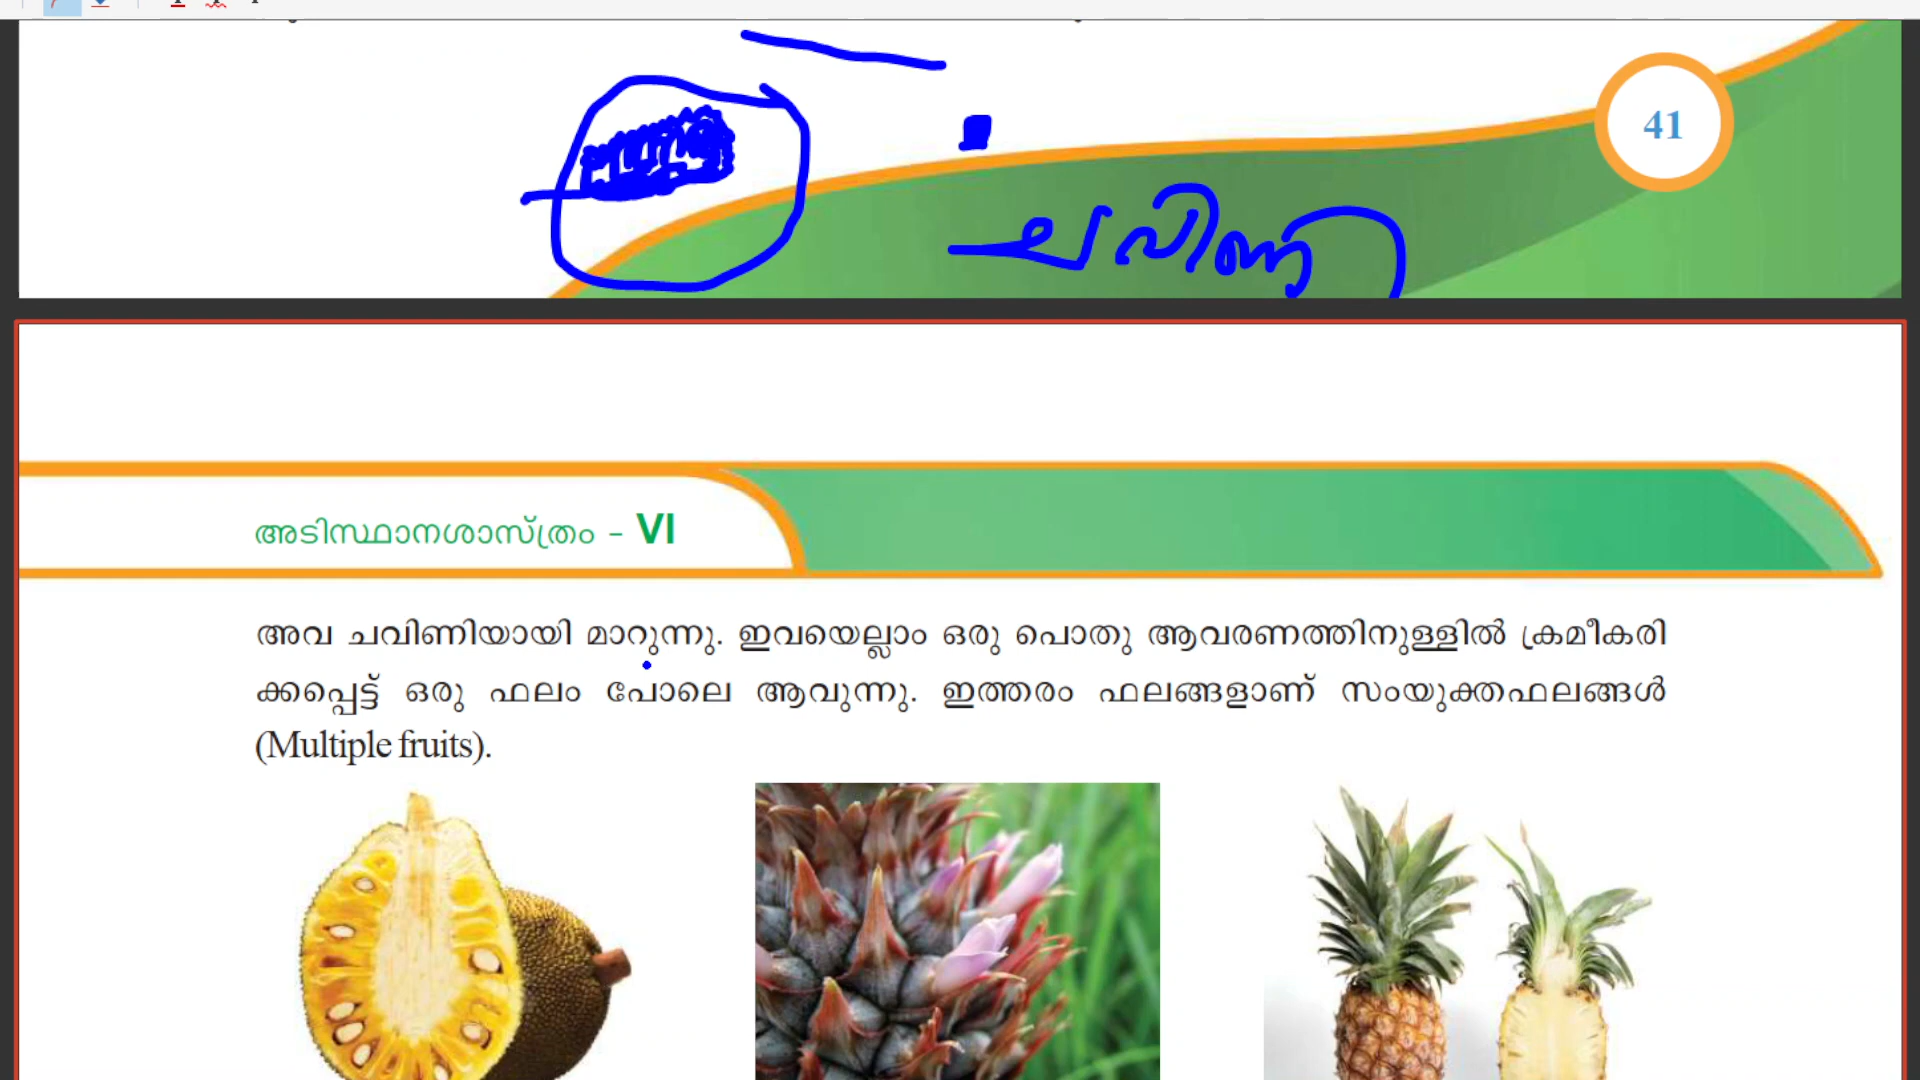 41
ചവിണി
അടിസ്ഥാനശാസ്ത്രം - VI
അവ ചവിണിയായി മാറുന്നു. ഇവയെല്ലാം ഒരു പൊതു ആവരണത്തിനുള്ളിൽ ക്രമീകരി
ക്കപ്പെട്ട് ഒരു ഫലം പോലെ ആവുന്നു. ഇത്തരം ഫലങ്ങളാണ് സംയുക്തഫലങ്ങൾ
(Multiple fruits).